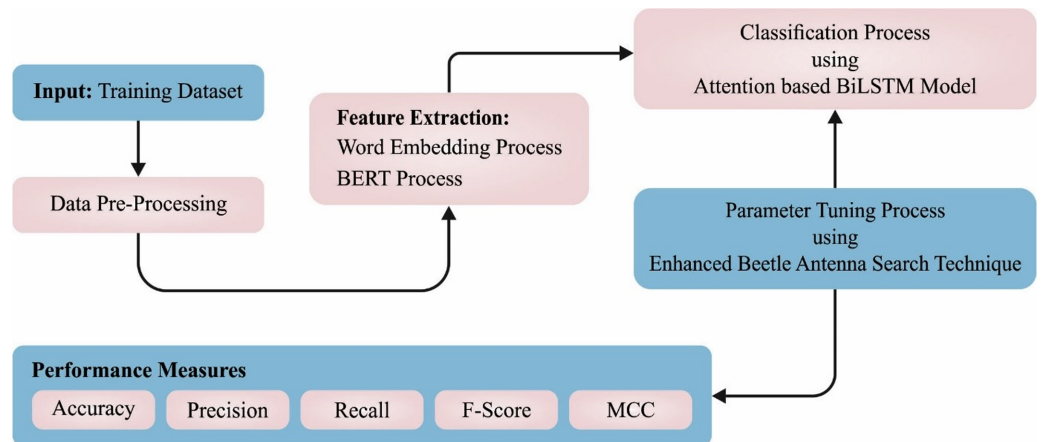 Input: Training Dataset
Data Pre-Processing
Feature Extraction:
Word Embedding Process
BERT Process
Classification Process
using
Attention based BiLSTM Model
Parameter Tuning Process
using
Enhanced Beetle Antenna Search Technique
Performance Measures
Accuracy
Precision
Recall
F-Score
MCC